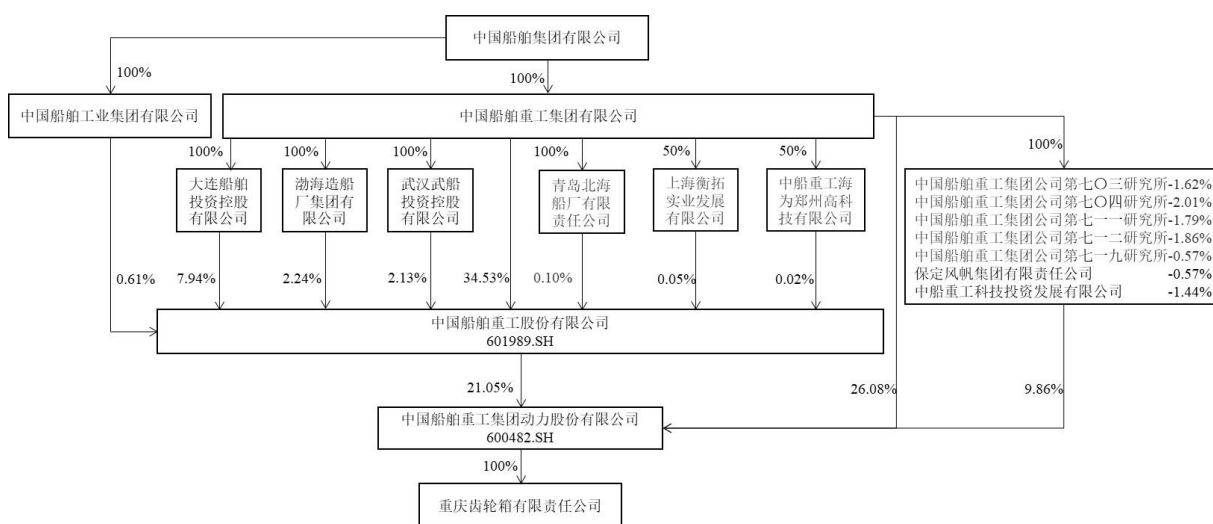 中国船舶集团有限公司
100%
100%
中国船舶工业集团有限公司
中国船舶重工集团有限公司
100%
100%
100%
100%
50%
50%
100%
大连船舶
投资控股
有限公司
渤海造船
厂集团有
限公司
武汉武船
投资控股
有限公司
青岛北海
船厂有限
责任公司
上海衡拓
实业发展
有限公司
中船重工海
为郑州高科
技有限公司
中国船舶重工集团公司第七〇三研究所-1.62%
中国船舶重工集团公司第七〇四研究所-2.01%
中国船舶重工集团公司第七一一研究所-1.79%
中国船舶重工集团公司第七一二研究所-1.86%
中国船舶重工集团公司第七一九研究所-0.57%
保定风帆集团有限责任公司 -0.57%
中船重工科技投资发展有限公司 -1.44%
0.61%
7.94%
2.24%
2.13%
34.53%
0.10%
0.05%
0.02%
中国船舶重工股份有限公司
601989.SH
21.05%
26.08%
9.86%
中国船舶重工集团动力股份有限公司
600482.SH
100%
重庆齿轮箱有限责任公司